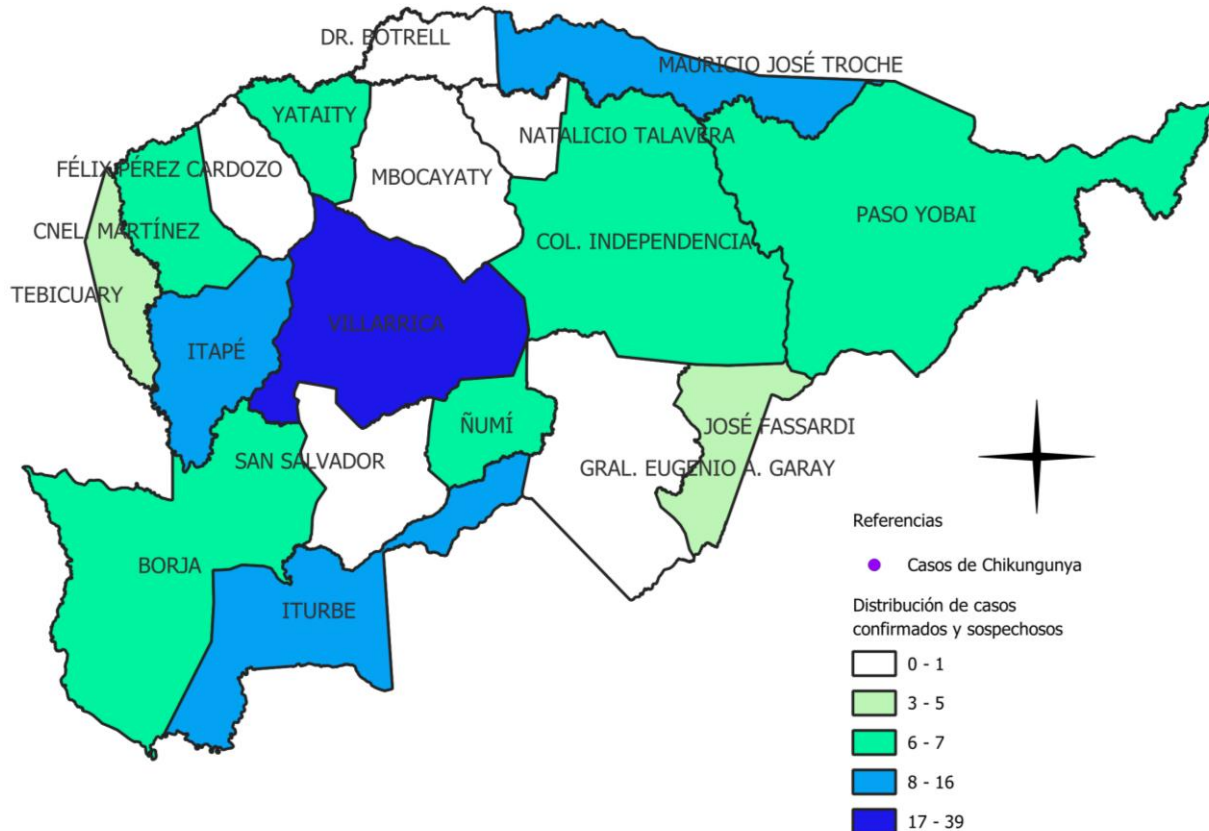 DR. BOTRELL
MAURICIO JOSÉ TROCHE
YATAITY
NATALICIO TALAVERA
FÉLIX PÉREZ CARDOZO
MBOCAYATY
PASO YOBAI
CNEL. MARTÍNEZ
COL. INDEPENDENCIA
TEBICUARY
VILLARRICA
ITAPÉ
ÑUMÍ
JOSÉ FASSARDI
SAN SALVADOR
GRAL. EUGENIO A. GARAY
BORJA
ITURBE
Referencias
Casos de Chikungunya
Distribución de casos
confirmados y sospechosos
0 - 1
3 - 5
6 - 7
8 - 16
17 - 39